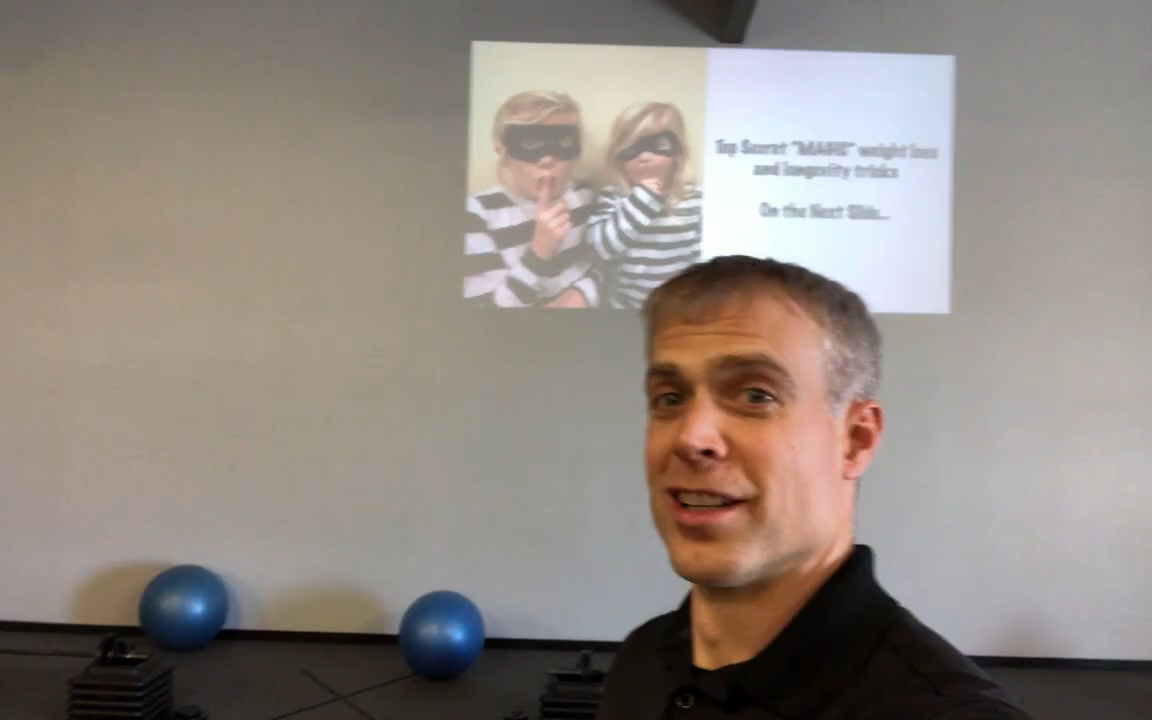 Top Secret "MAGIC" weight loss
and longevity tricks
On the Next Slide...